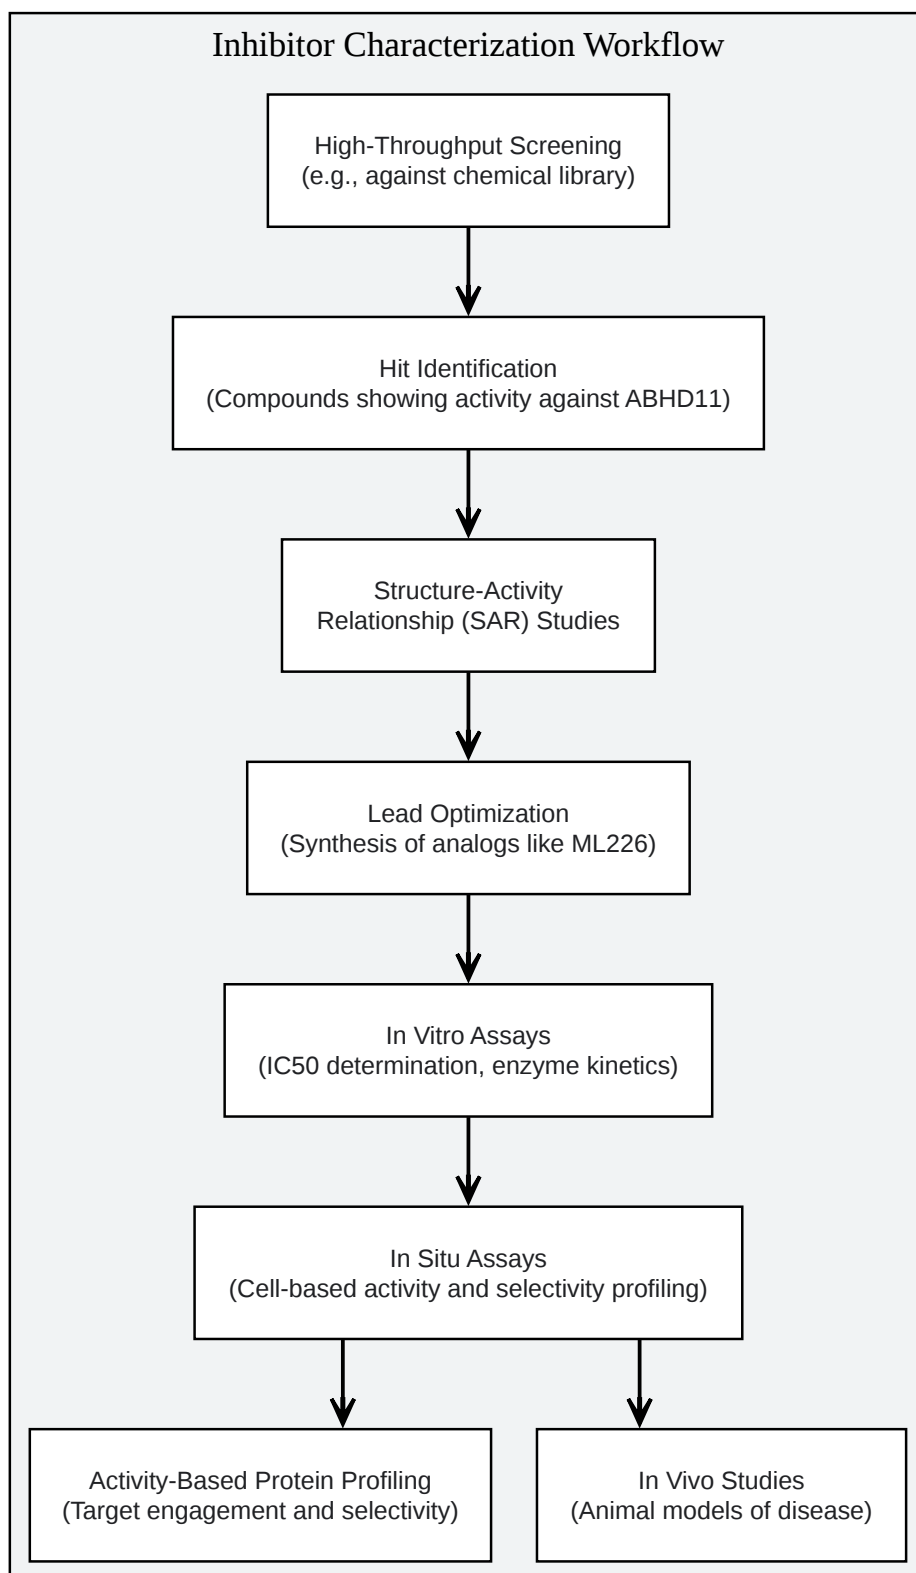 Inhibitor Characterization Workflow
High-Throughput Screening
(e.g., against chemical library)
Hit Identification
(Compounds showing activity against ABHD11)
Structure-Activity
Relationship (SAR) Studies
Lead Optimization
(Synthesis of analogs like ML226)
In Vitro Assays
(IC50 determination, enzyme kinetics)
In Situ Assays
(Cell-based activity and selectivity profiling)
Activity-Based Protein Profiling
(Target engagement and selectivity)
In Vivo Studies
(Animal models of disease)